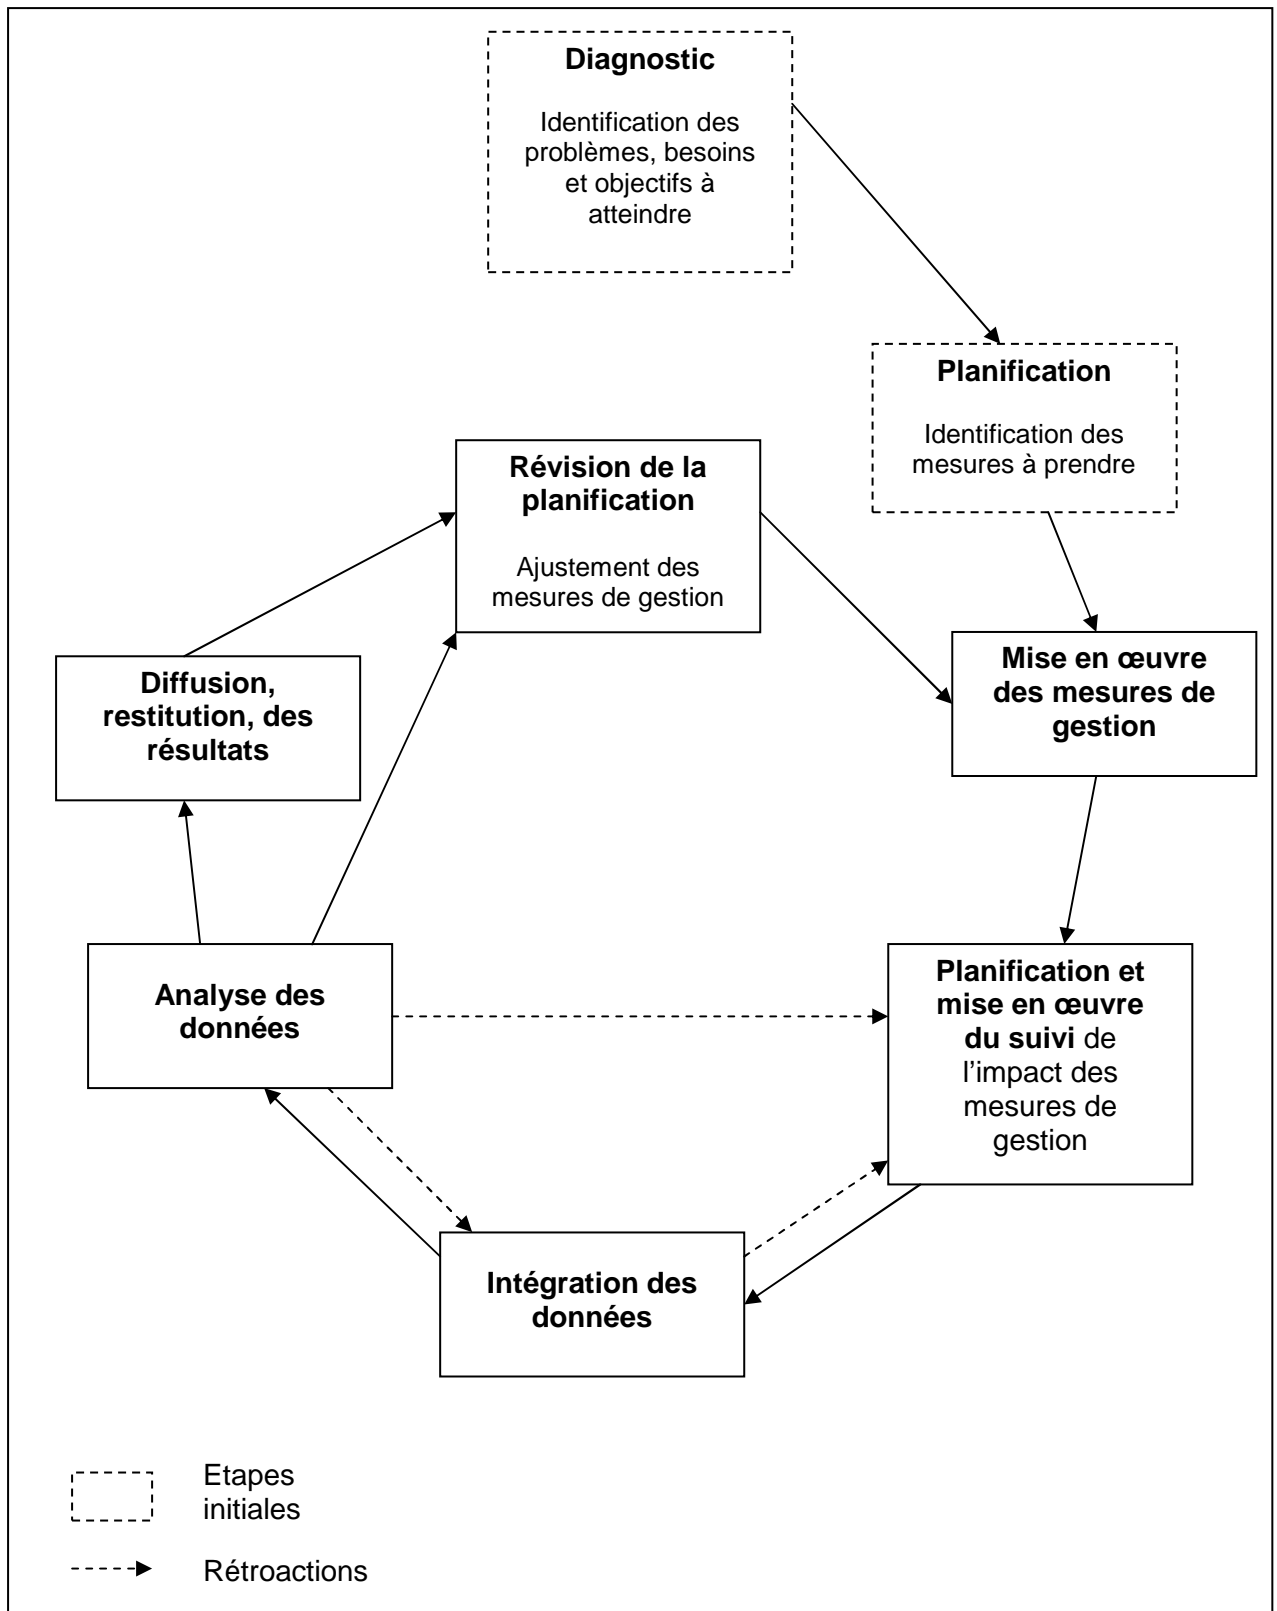 Diagnostic
Identification des
problèmes, besoins
et objectifs à
atteindre
Planification
Identification des
mesures à prendre
Révision de la
planification
Ajustement des
mesures de gestion
Mise en œuvre
des mesures de
gestion
Diffusion,
restitution, des
résultats
Analyse des
données
Planification et
mise en œuvre
du suivi de
l'impact des
mesures de
gestion
Intégration des
données
Etapes
initiales
Rétroactions